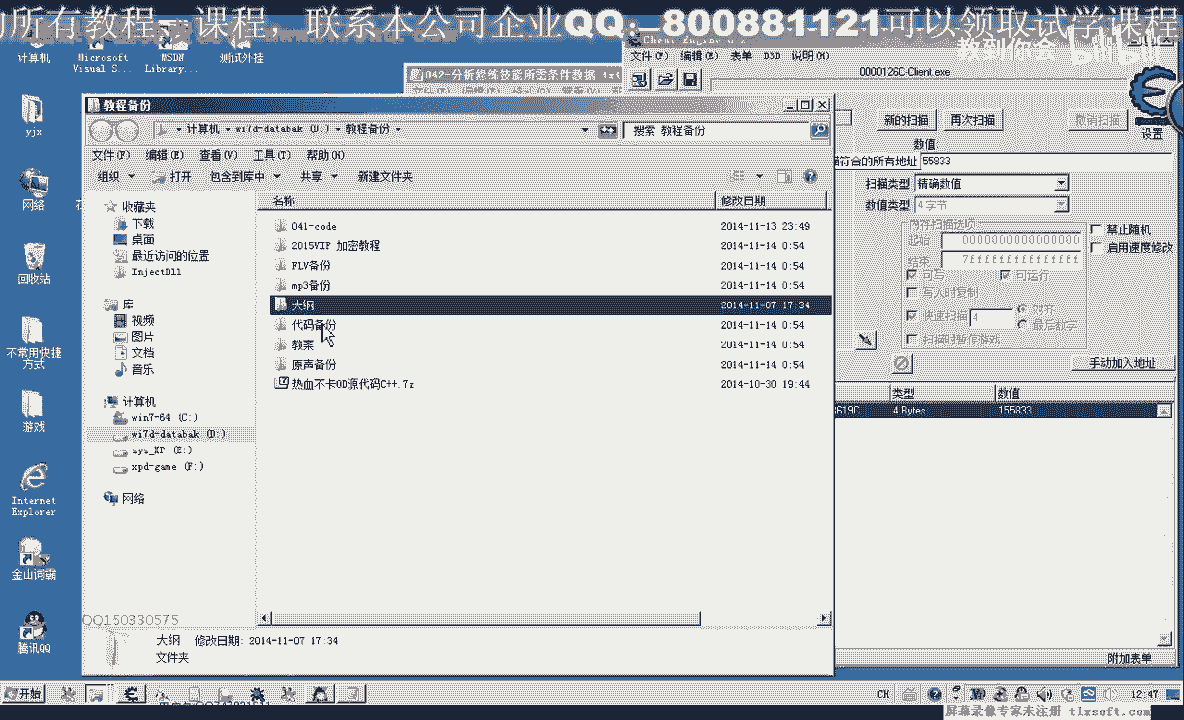 所有教程、课程, 联系本公司企业QQ: 800881121可以领取试学课程
教到你会 bilibili
计算机
Microsoft Visual S...
MSDN Library...
测试外挂
yjx
网络
回收站
不常用快捷方式
游戏
Internet Explorer
金山词霸
腾讯QQ
042-分析修炼技能所需条件数据 txt
文件(F) 编辑(E) 表单 D3D 说明(H)
0000126C-Client.exe
新的扫描 再次扫描 撤销扫描
设置
数值
符合的所有地址 55833
扫描类型 精确数值
数值类型 4 字节
内存扫描选项
起始 0000000000000000
结束 7fffffffffffffff
可写 可运行
写入时复制
快速扫描 4 对齐
最后数字
扫描时暂停游戏
禁止随机
启用速度修改
手动加入地址
类型 数值
619C 4 Bytes 155833
附加表单
教程备份
计算机 wi7d-databak (D:) 教程备份
搜索 教程备份
文件(F) 编辑(E) 查看(V) 工具(T) 帮助(H)
组织 打开 包含到库中 共享 新建文件夹
收藏夹
下载
桌面
最近访问的位置
InjectDll
库
视频
图片
文档
音乐
计算机
win7-64 (C:)
wi7d-databak (D:)
sys_XP (E:)
xpd-game (F:)
网络
名称 修改日期
041-code 2014-11-13 23:49
2015VIP 加密教程 2014-11-14 0:54
FLV备份 2014-11-14 0:54
mp3备份 2014-11-14 0:54
大纲 2014-11-07 17:34
代码备份 2014-11-14 0:54
教案 2014-11-14 0:54
原声备份 2014-11-14 0:54
热血不卡OD源代码C++.7z 2014-10-30 19:44
QQ150330575
大纲 修改日期: 2014-11-07 17:34
文件夹
开始
CH
12:47
屏幕录像专家未注册 tlxsoft.com